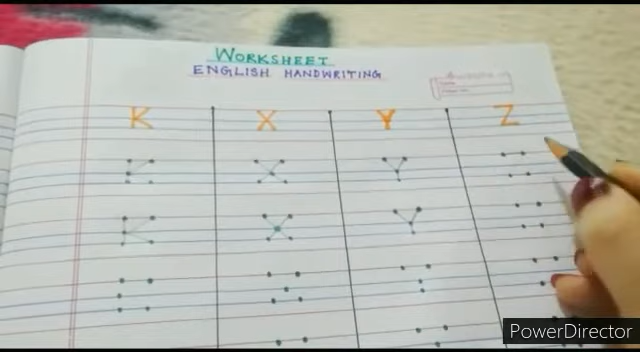 WORKSHEET
ENGLISH HANDWRITING
K X Y Z
K X Y
K X Y
PowerDirector